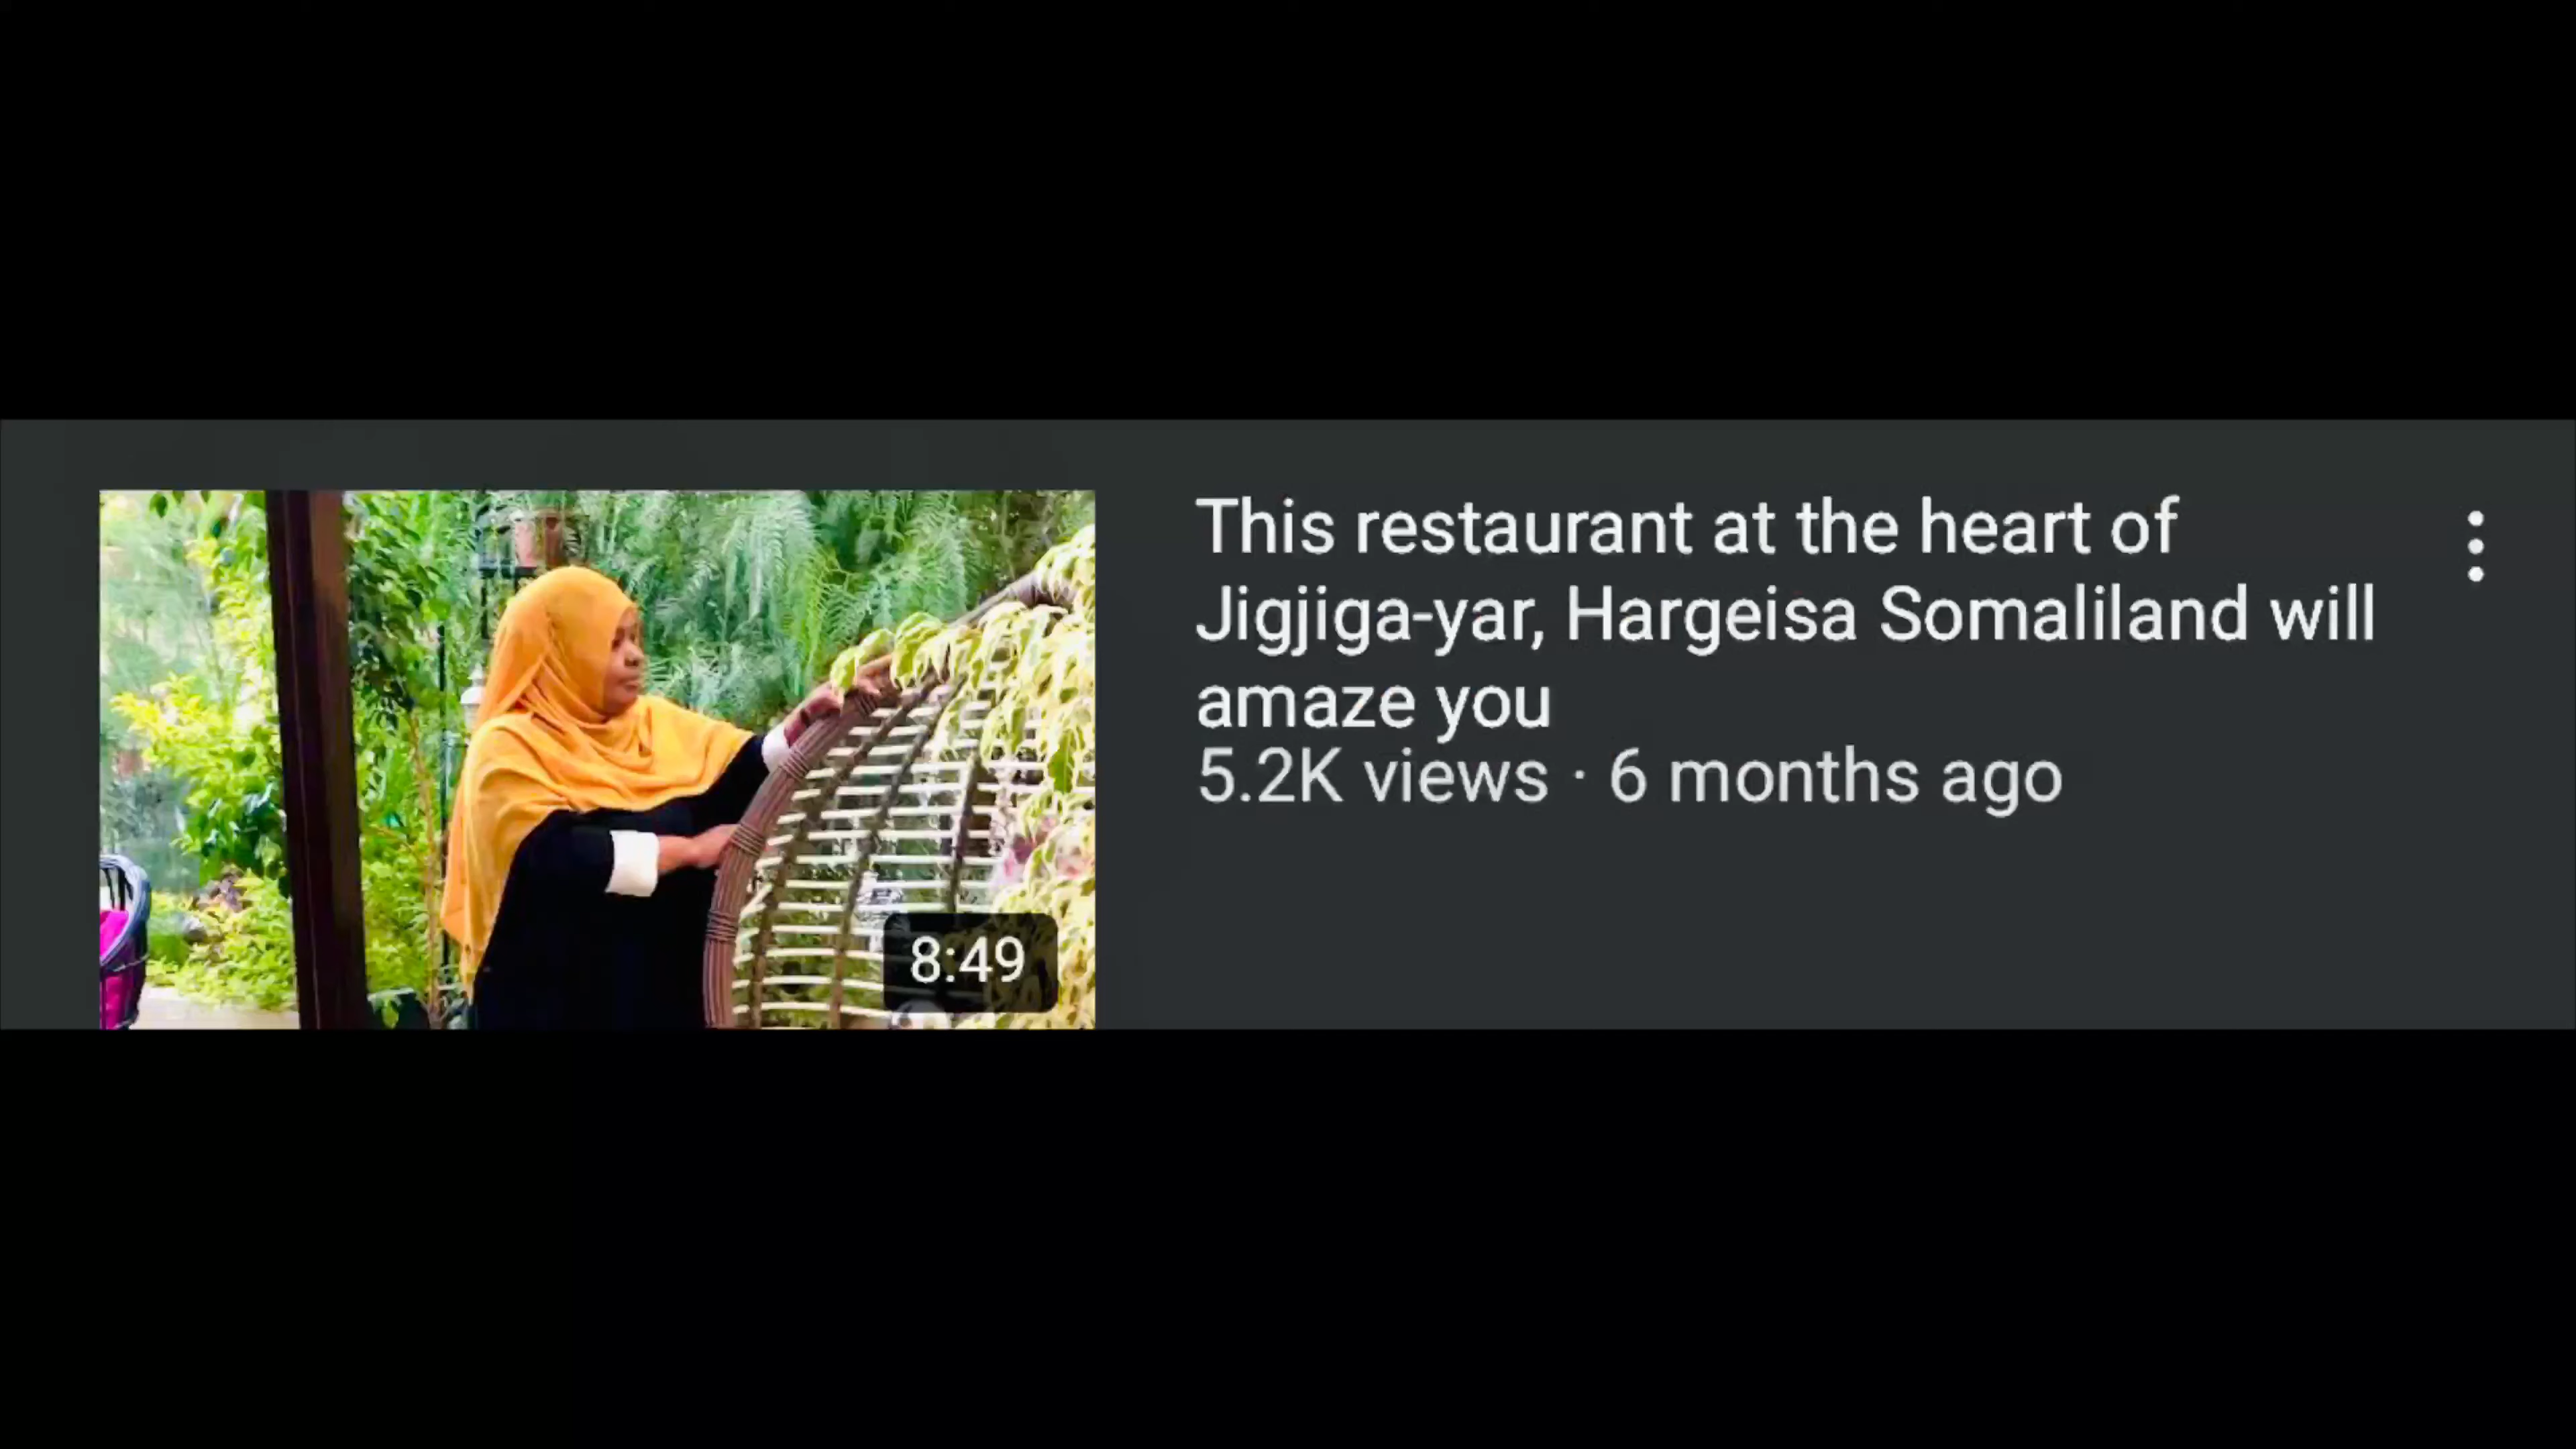 This restaurant at the heart of
Jigjiga-yar, Hargeisa Somaliland will
amaze you
5.2K views · 6 months ago
8:49